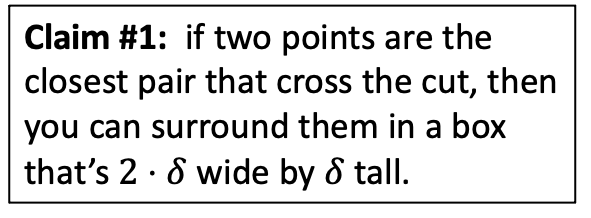 Claim #1: if two points are the
closest pair that cross the cut, then
you can surround them in a box
that's 2 · δ wide by δ tall.